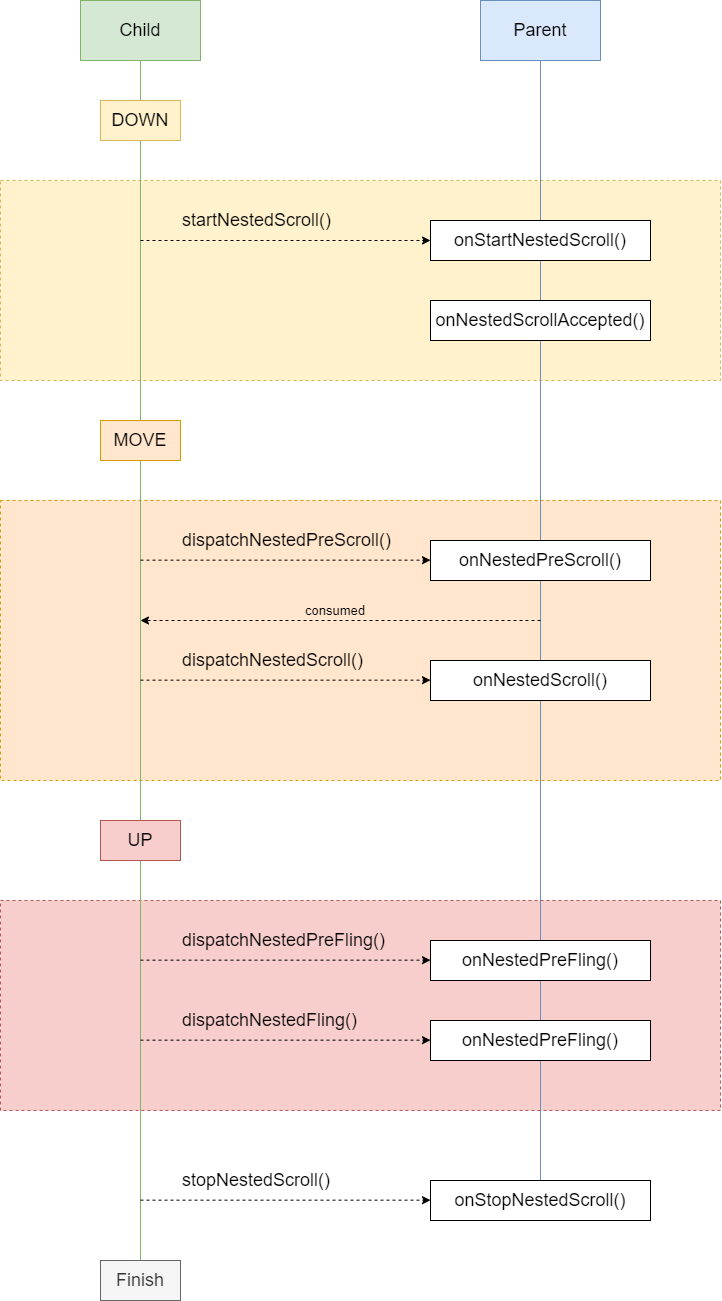 Child
Parent
DOWN
startNestedScroll()
onStartNestedScroll()
onNestedScrollAccepted()
MOVE
dispatchNestedPreScroll()
onNestedPreScroll()
consumed
dispatchNestedScroll()
onNestedScroll()
UP
dispatchNestedPreFling()
onNestedPreFling()
dispatchNestedFling()
onNestedPreFling()
stopNestedScroll()
onStopNestedScroll()
Finish